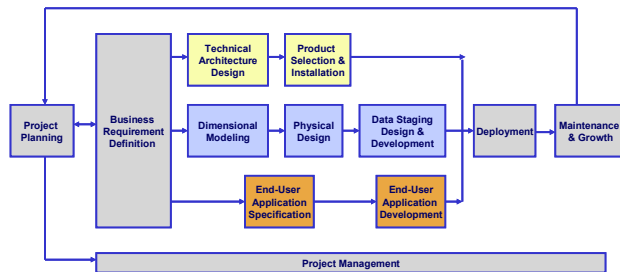 Project
Planning
Business
Requirement
Definition
Technical
Architecture
Design
Product
Selection &
Installation
Dimensional
Modeling
Physical
Design
Data Staging
Design &
Development
End-User
Application
Specification
End-User
Application
Development
Deployment
Maintenance
& Growth
Project Management